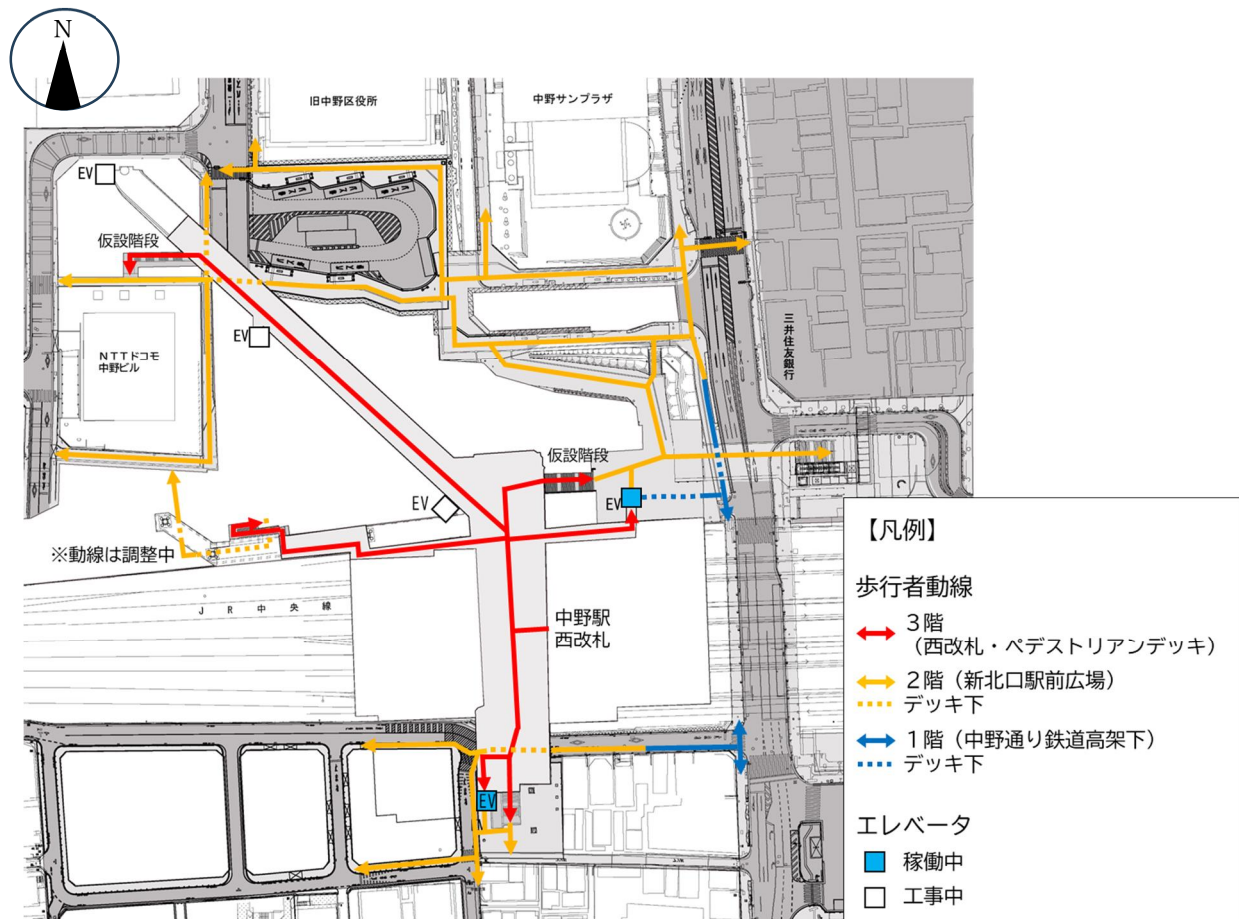 N
旧中野区役所
中野サンプラザ
EV
仮設階段
EV
三井住友銀行
NTTドコモ
中野ビル
仮設階段
EV
EV
※動線は調整中
JR中央線
中野駅
西改札
EV
【凡例】
歩行者動線
3階
(西改札・ペデストリアンデッキ)
2階(新北口駅前広場)
デッキ下
1階(中野通り鉄道高架下)
デッキ下
エレベータ
稼働中
工事中